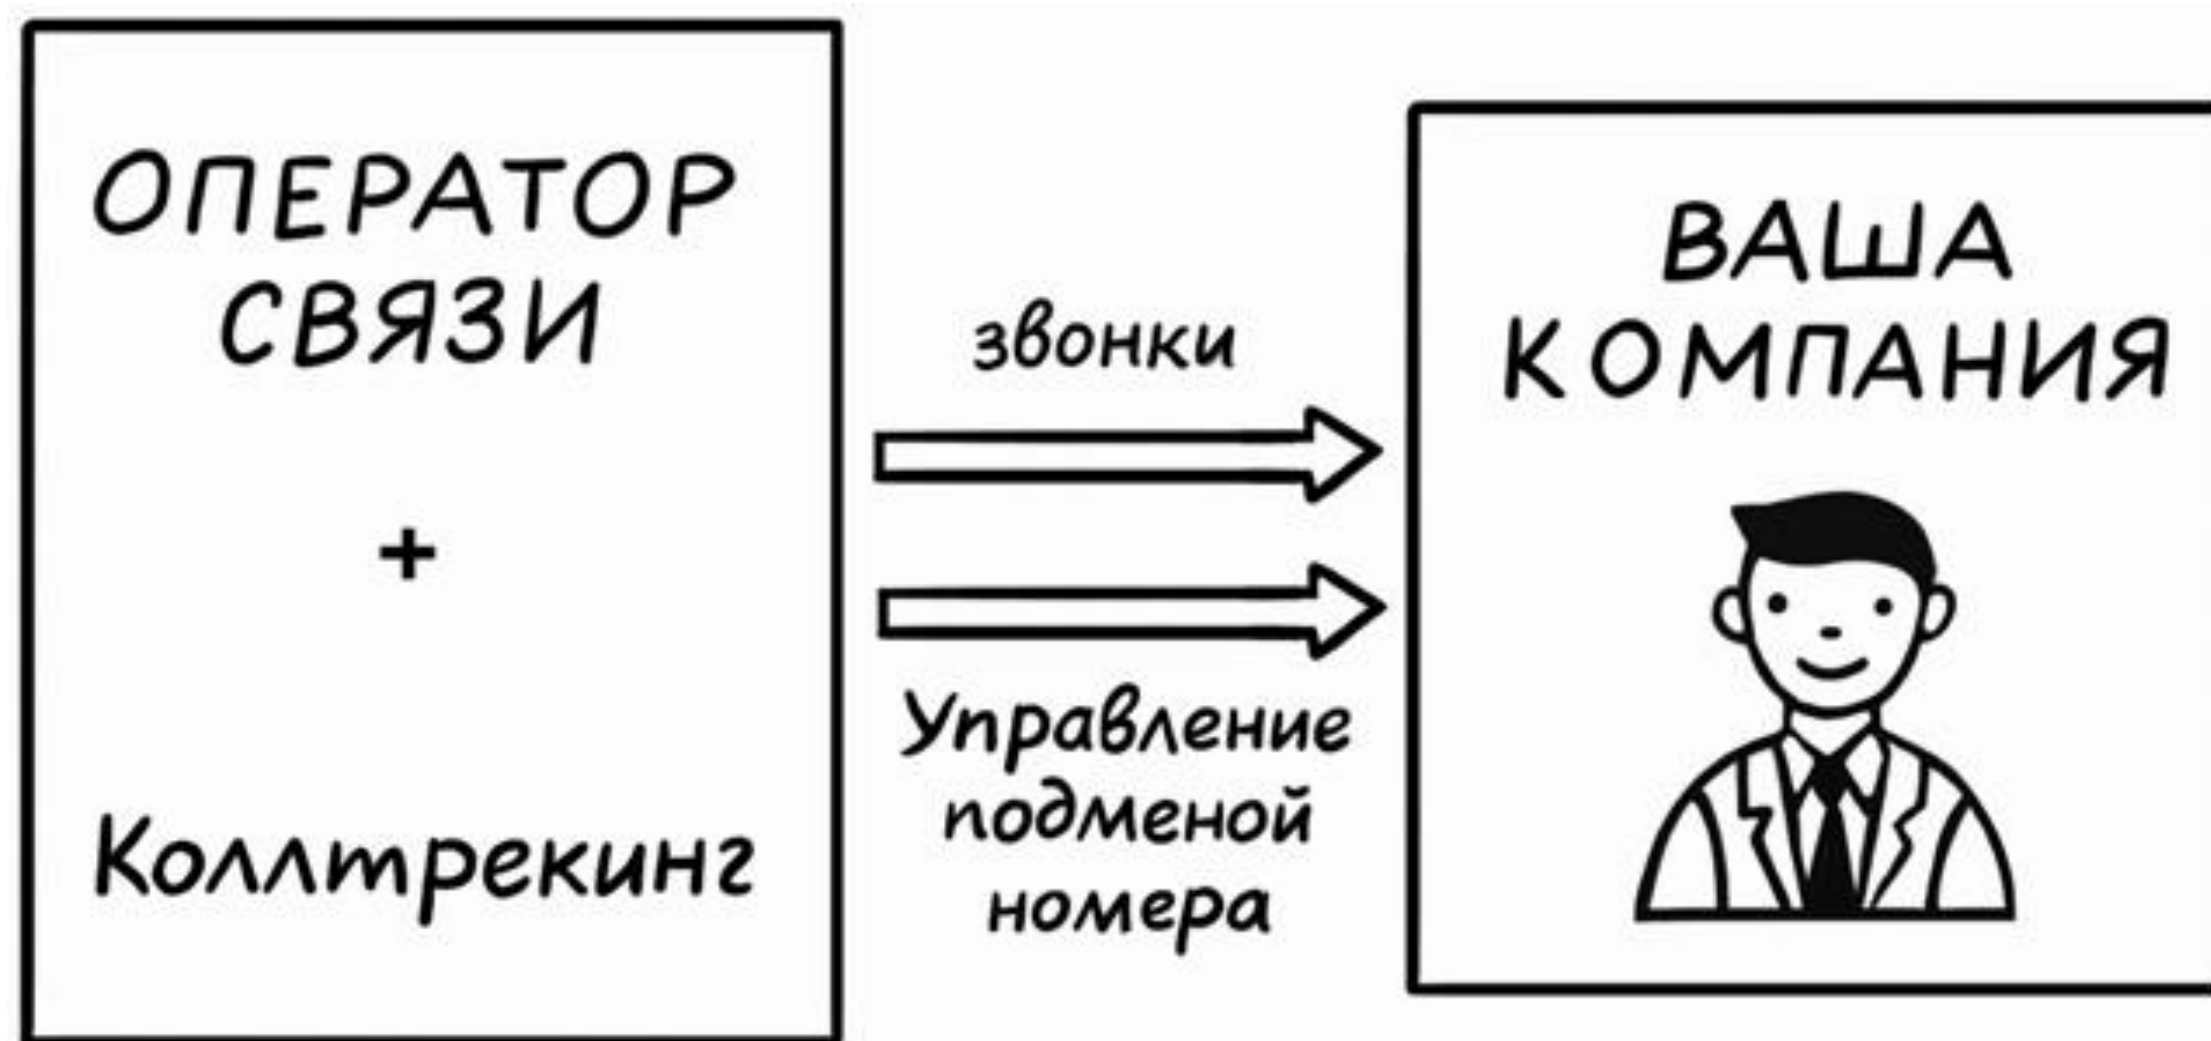 ОПЕРАТОР
СВЯЗИ
+
Коллтрекинг
звонки
Управление
подменой
номера
ВАША
КОМПАНИЯ